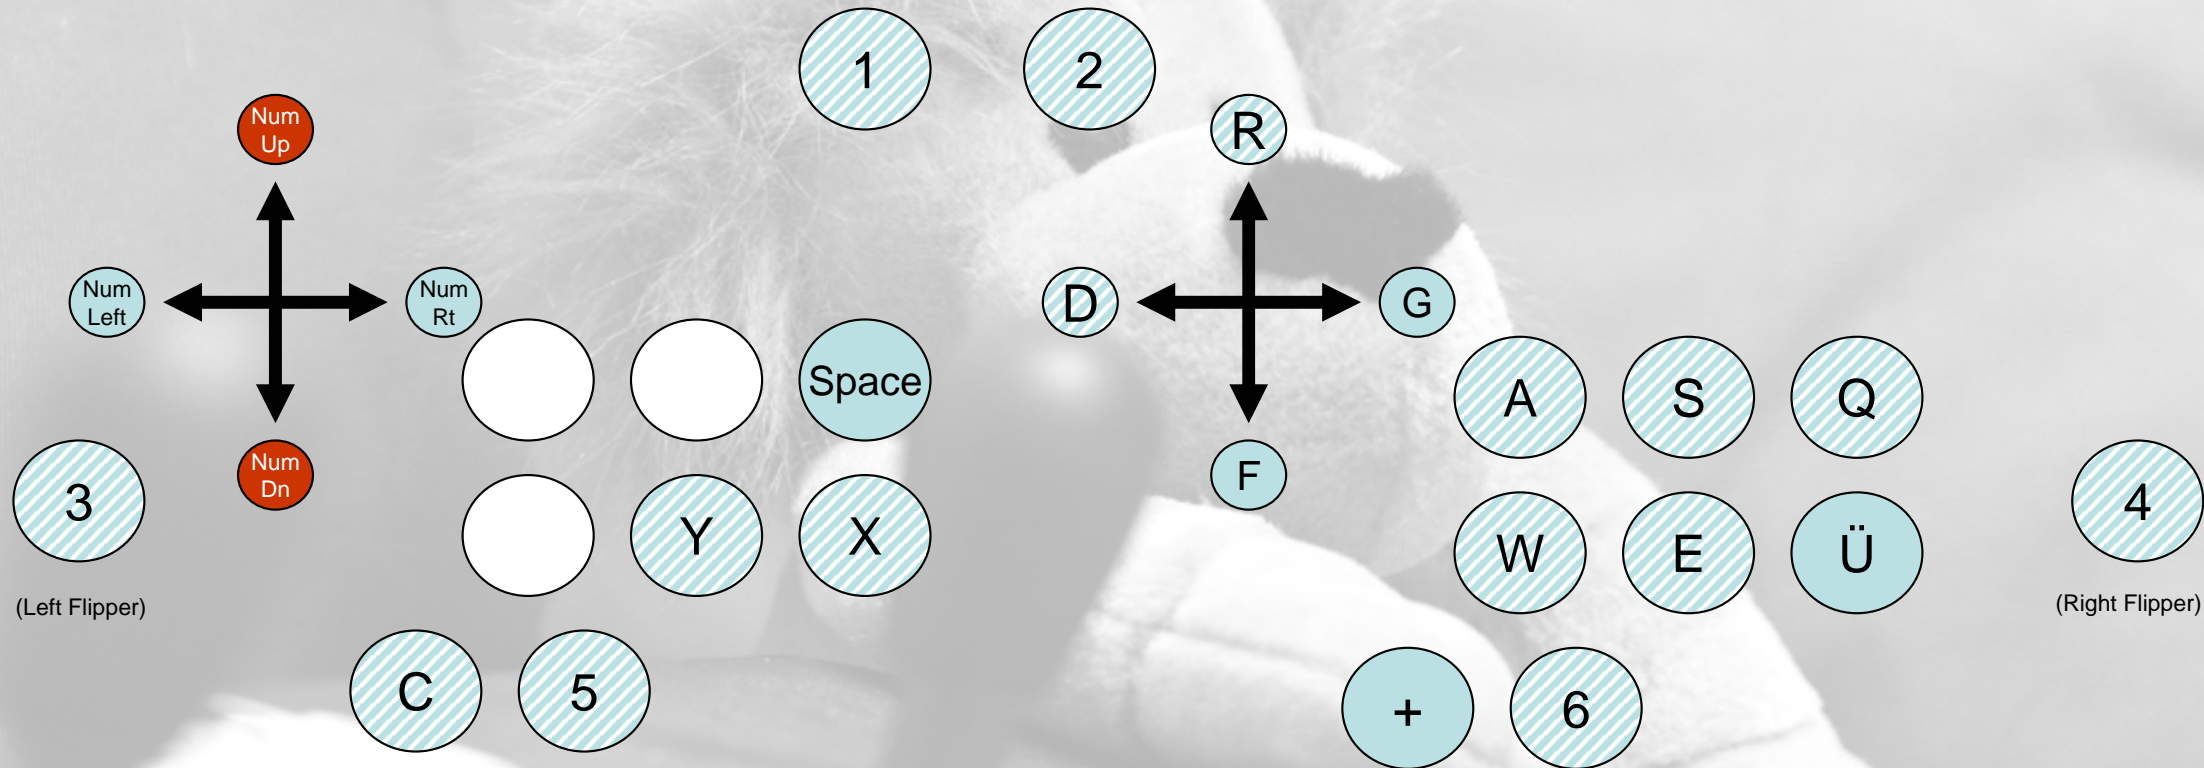 1
2
Num
Up
R
Num
Left
Num
Rt
D
G
Space
A
S
Q
Num
Dn
F
3
4
Y
X
W
E
Ü
(Left Flipper)
(Right Flipper)
C
5
+
6